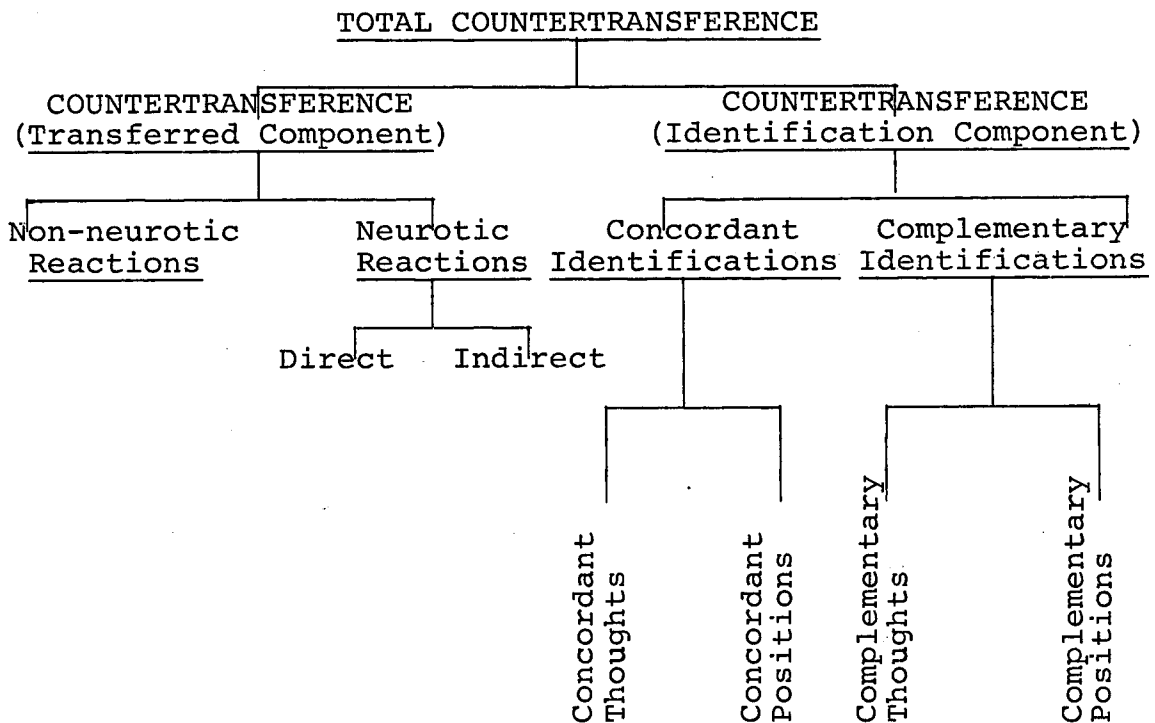 TOTAL COUNTERTRANSFERENCE
COUNTERTRANSFERENCE
(Transferred Component)
COUNTERTRANSFERENCE
(Identification Component)
Non-neurotic
Reactions
Neurotic
Reactions
Concordant
Identifications
Complementary
Identifications
Direct
Indirect
Concordant
Thoughts
Concordant
Positions
Complementary
Thoughts
Complementary
Positions